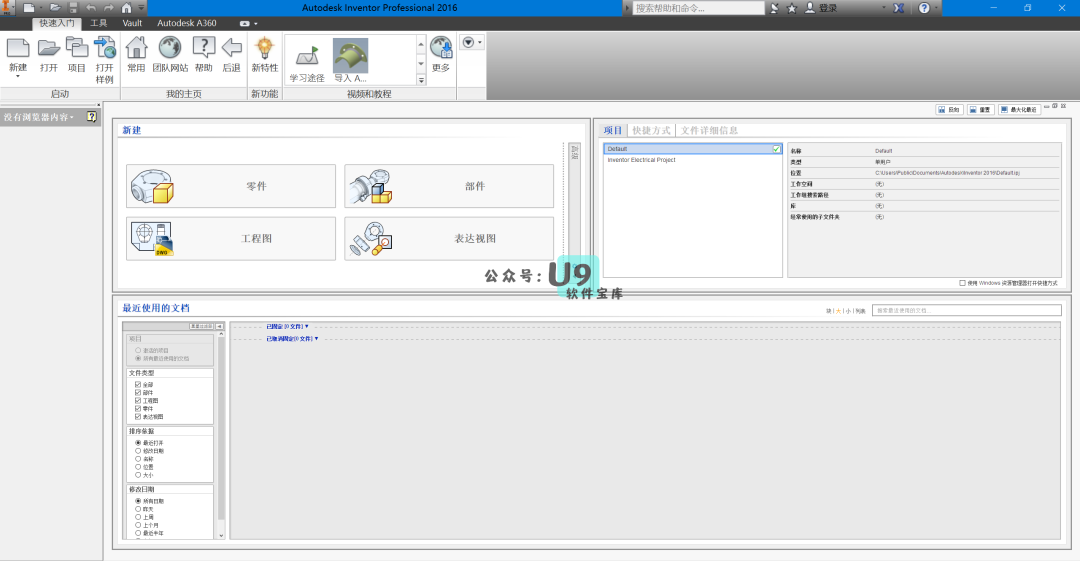 Autodesk Inventor Professional 2016
搜索帮助和命令...
登录
快速入门 工具 Vault Autodesk A360
新建 打开 项目 打开样例 常用 团队网站 帮助 后退 新特性 学习途径 导入 A... 更多
启动 我的主页 新功能 视频和教程
没有浏览器内容
重置 最大化最近
新建
高级
零件 部件
工程图 表达视图
DWG
项目 快捷方式 文件详细信息
Default
Inventor Electrical Project
名称 Default
类型 单用户
位置 C:\Users\Public\Documents\Autodesk\Inventor 2016\Default.ipj
工作空间 (无)
工作组搜索路径 (无)
库 (无)
经常使用的子文件夹 (无)
使用 Windows 资源管理器打开快捷方式
公众号: U9
软件宝库
最近使用的文档
大 | 小 | 列表
搜索最近使用的文档...
已固定 (0 文件)
已取消固定(0 文件)
项目
激活的项目
所有最近使用的文档
文件类型
全部
部件
工程图
零件
表达视图
排序依据
最近打开
修改日期
名称
位置
大小
修改日期
所有日期
昨天
上周
上个月
最近半年